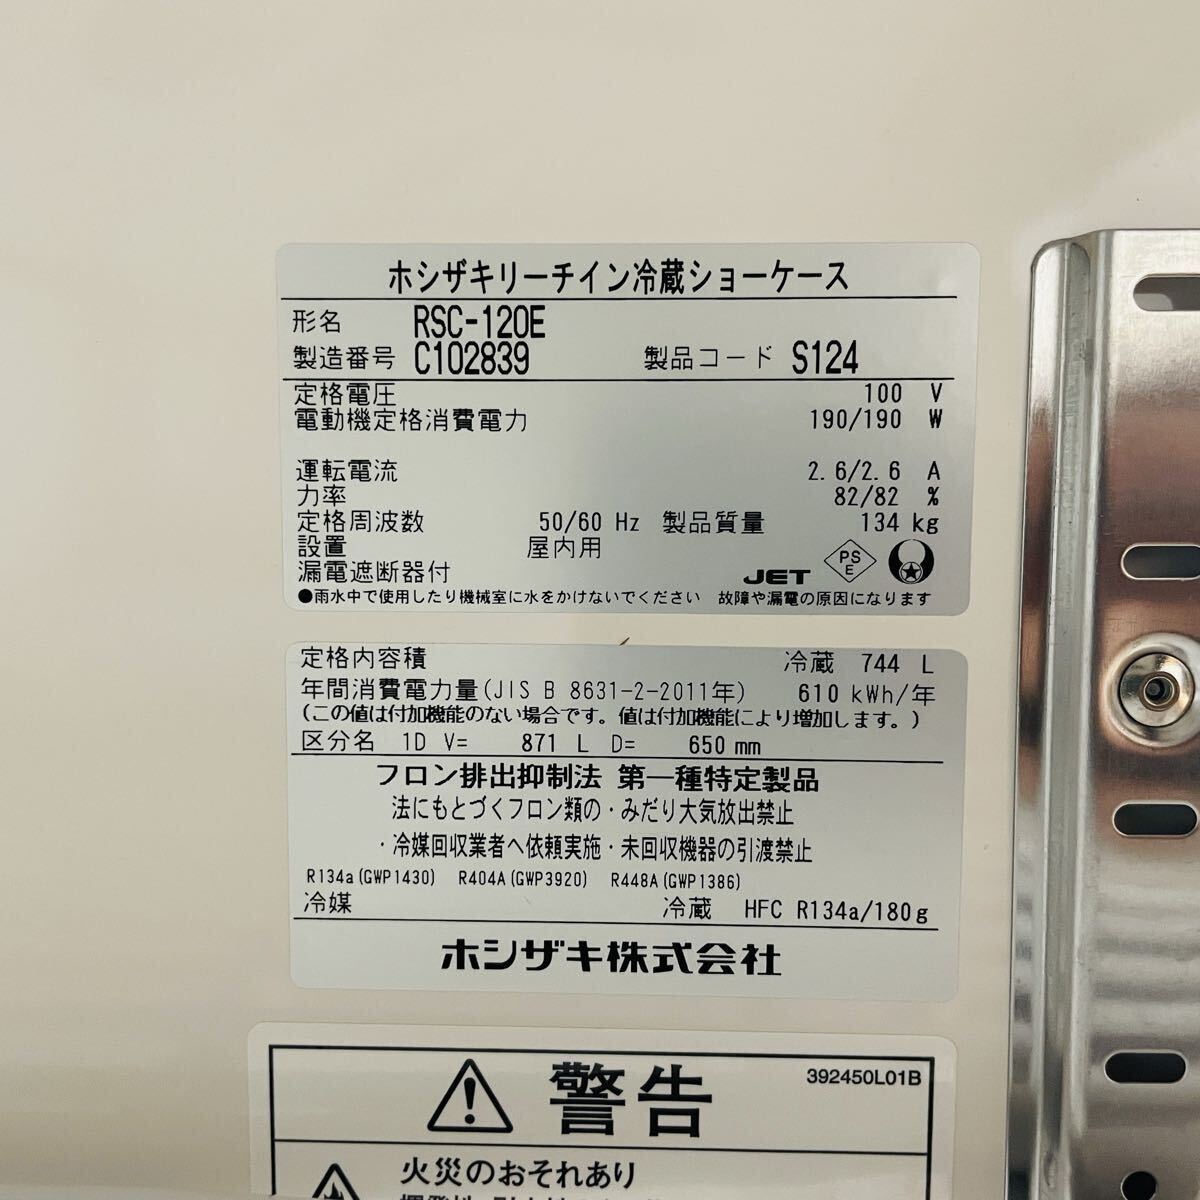 ホシザキリーチイン冷蔵ショーケース
形名 RSC-120E
製造番号 C102839 製品コード S124
定格電圧 100 V
電動機定格消費電力 190/190 W
運転電流 2.6/2.6 A
力率 82/82 %
定格周波数 50/60 Hz 製品質量 134 kg
設置 屋内用
漏電遮断器付 JET PS E
●雨水中で使用したり機械室に水をかけないでください 故障や漏電の原因になります
定格内容積 冷蔵 744 L
年間消費電力量(JIS B 8631-2-2011年) 610 kWh/年
(この値は付加機能のない場合です。値は付加機能により増加します。)
区分名 1D V= 871 L D= 650 mm
フロン排出抑制法 第一種特定製品
法にもとづくフロン類の・みだり大気放出禁止
・冷媒回収業者へ依頼実施・未回収機器の引渡禁止
R134a(GWP1430) R404A(GWP3920) R448A(GWP1386)
冷媒 冷蔵 HFC R134a/180g
ホシザキ株式会社
警告 392450L01B
火災のおそれあり